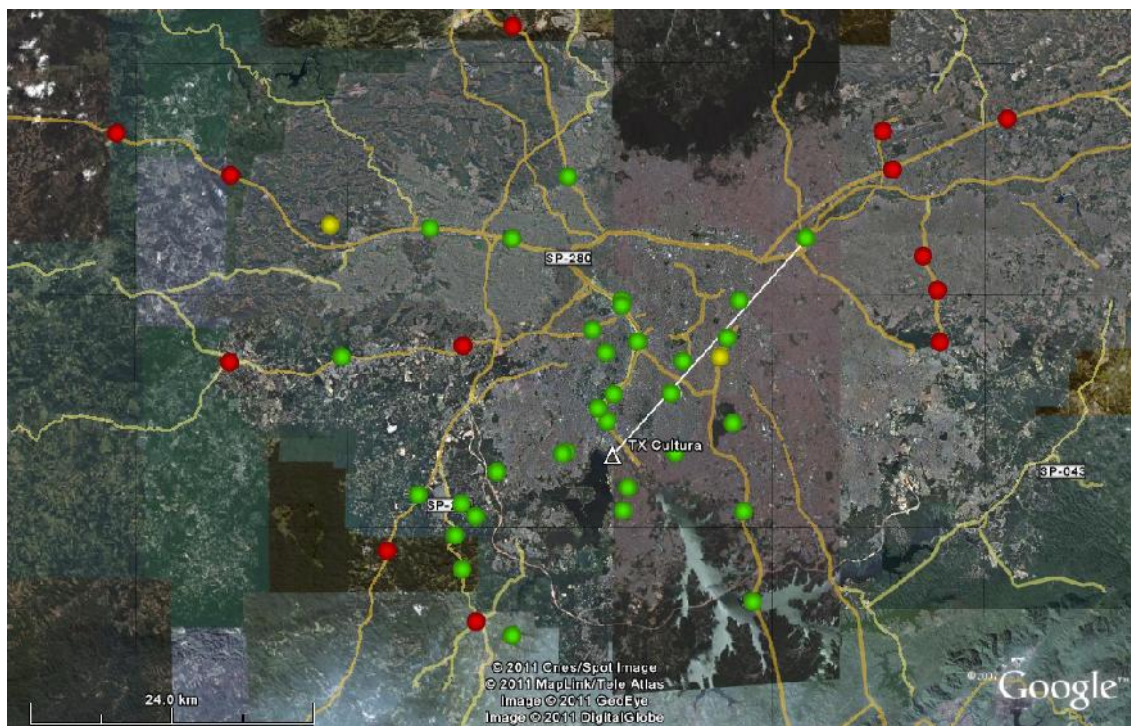 SP-280
TX Cultura
SP-043
© 2011 Cnes/Spot Image
© 2011 MapLink/Tele Atlas
Image © 2011 GeoEye
Image © 2011 DigitalGlobe
24.0 km
Google™